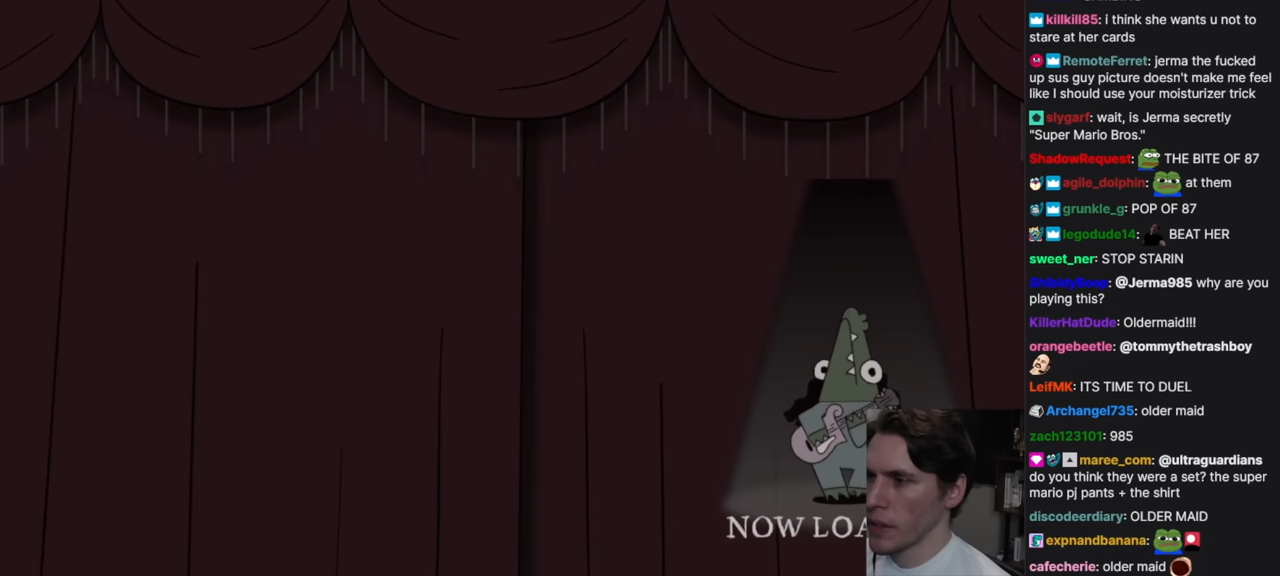 killkill85: i think she wants u not to
stare at her cards
RemoteFerret: jerma the fucked
up sus guy picture doesn't make me feel
like I should use your moisturizer trick
slygarf: wait, is Jerma secretly
"Super Mario Bros."
ShadowRequest: THE BITE OF 87
agile_dolphin: at them
grunkle_g: POP OF 87
legodude14: BEAT HER
sweet_ner: STOP STARIN
ShibidyBoop: @Jerma985 why are you
playing this?
KillerHatDude: Oldermaid!!!
orangebeetle: @tommythetrashboy
LeifMK: ITS TIME TO DUEL
Archangel735: older maid
zach123101: 985
maree_com: @ultraguardians
do you think they were a set? the super
mario pj pants + the shirt
discodeerdiary: OLDER MAID
expnandbanana:
cafecherie: older maid
NOW LOA